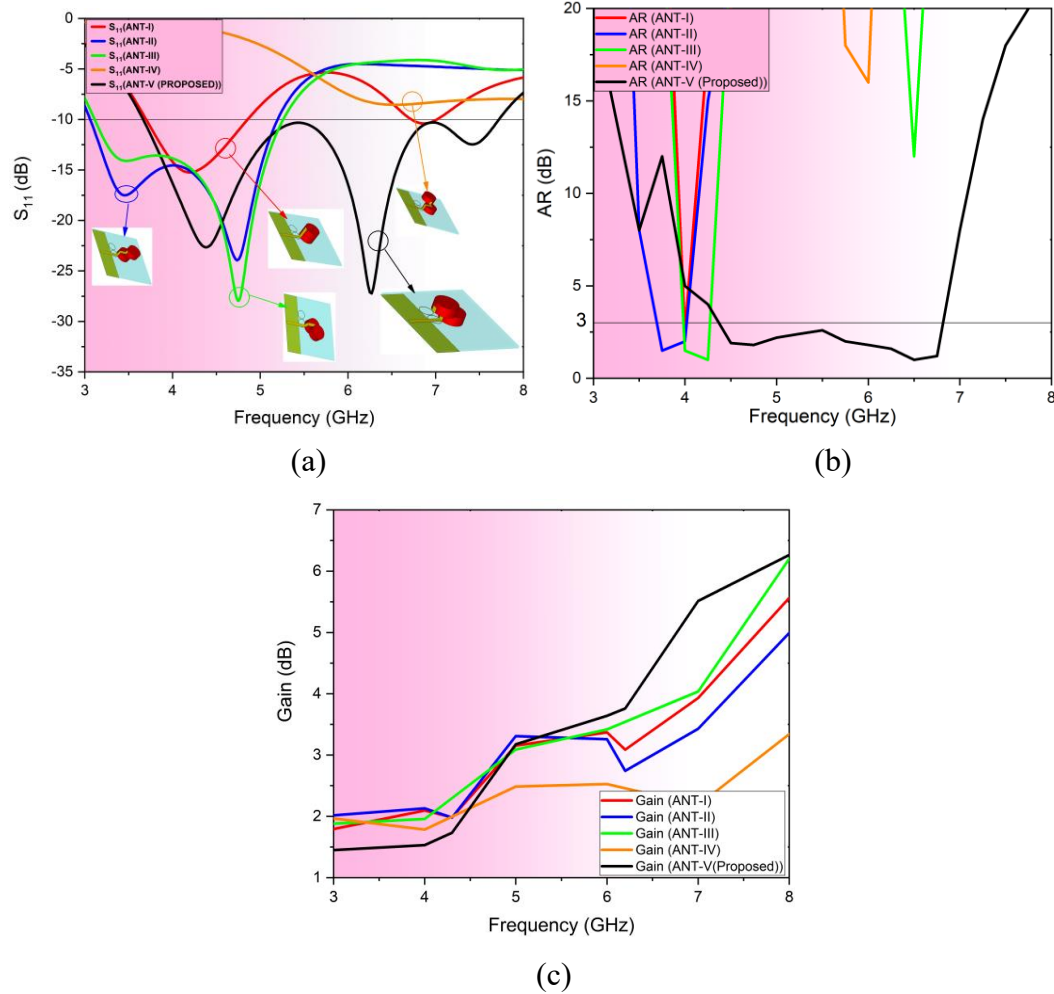 S11(ANT-I)
S11(ANT-II)
S11(ANT-III)
S11(ANT-IV)
S11(ANT-V (PROPOSED))
0
-5
-10
-15
-20
-25
-30
-35
S11 (dB)
3 4 5 6 7 8
Frequency (GHz)
(a)
AR (ANT-I)
AR (ANT-II)
AR (ANT-III)
AR (ANT-IV)
AR (ANT-V (Proposed))
20
15
10
5
3
0
AR (dB)
3 4 5 6 7 8
Frequency (GHz)
(b)
7
6
5
4
3
2
1
Gain (dB)
Gain (ANT-I)
Gain (ANT-II)
Gain (ANT-III)
Gain (ANT-IV)
Gain (ANT-V(Proposed))
3 4 5 6 7 8
Frequency (GHz)
(c)